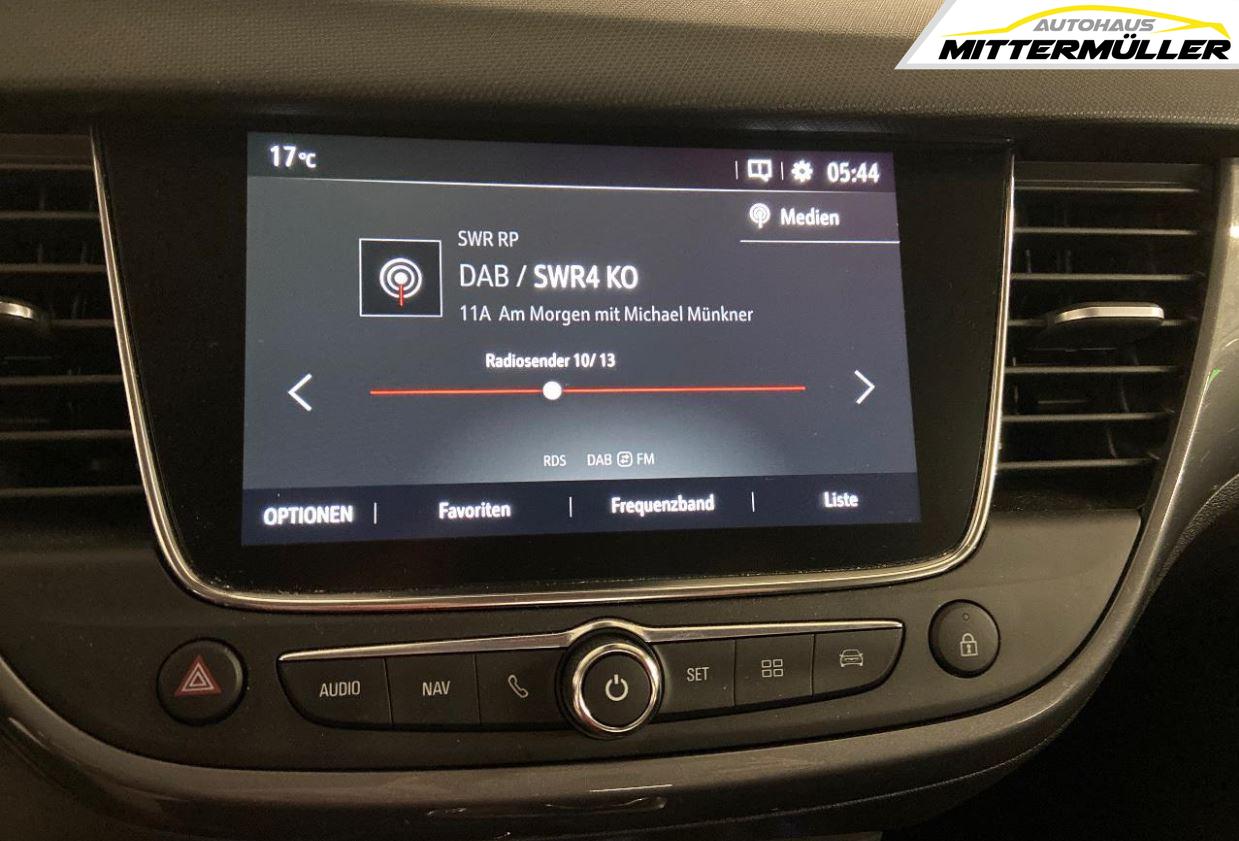 AUTOHAUS
MITTERMÜLLER
17°C
05:44
Medien
SWR RP
DAB / SWR4 KO
11A Am Morgen mit Michael Münkner
Radiosender 10/ 13
RDS DAB FM
OPTIONEN | Favoriten | Frequenzband | Liste
AUDIO NAV SET